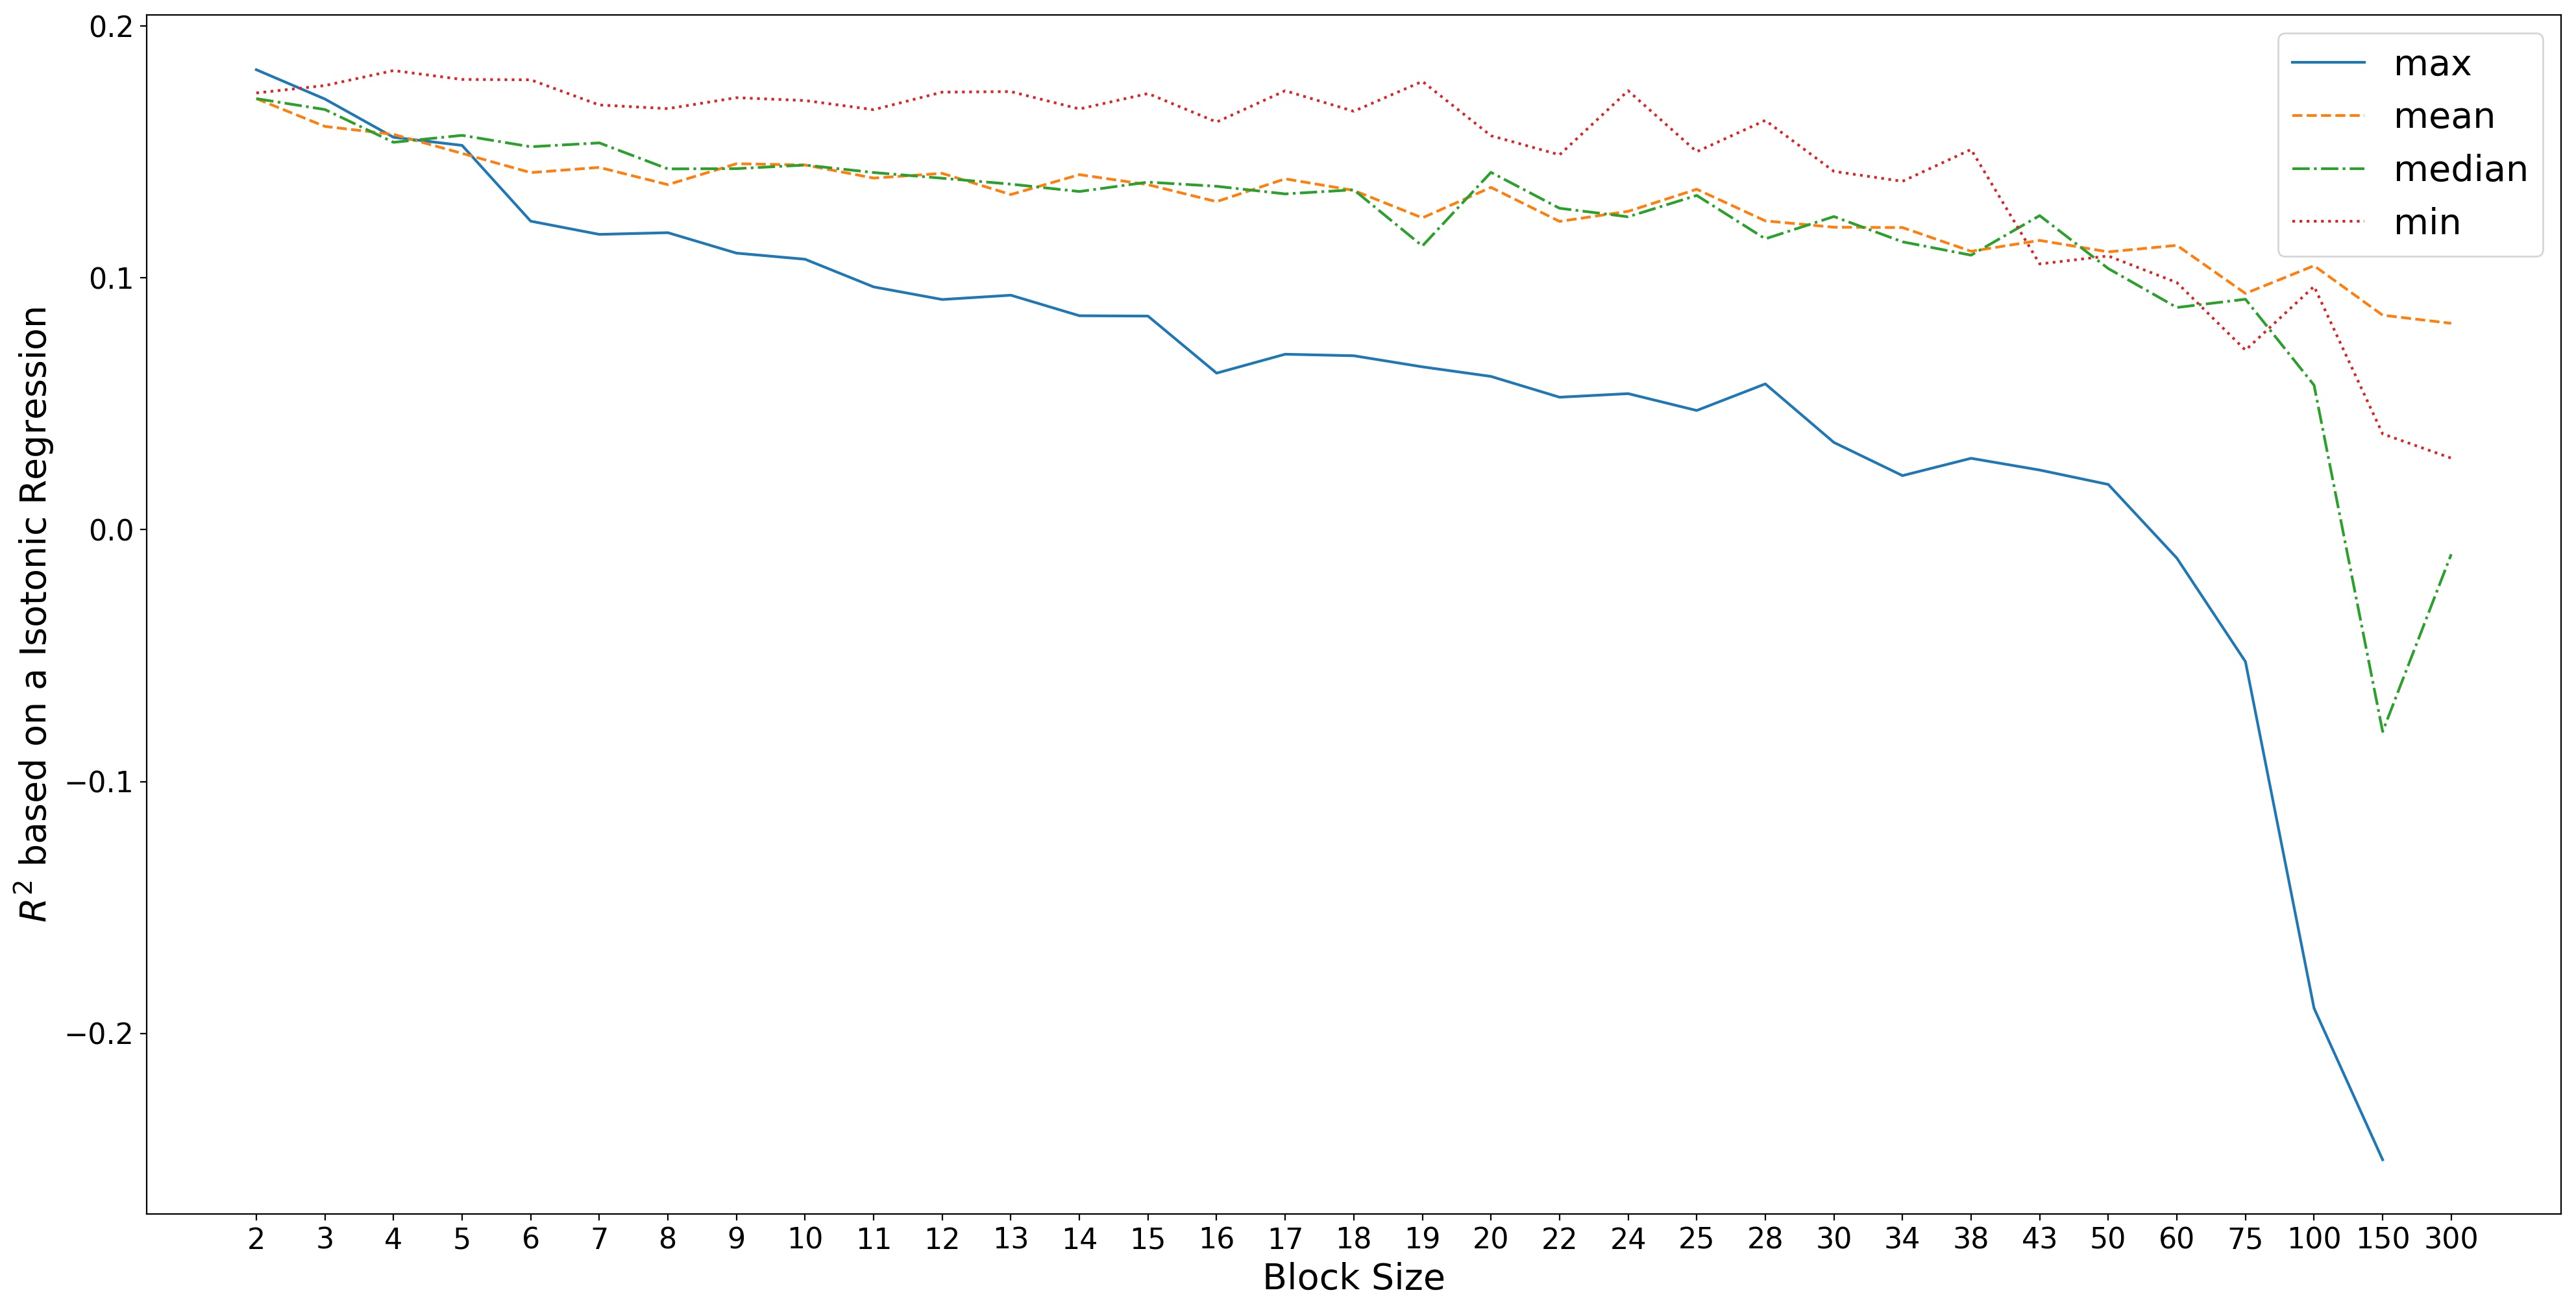 0.2
0.1
0.0
−0.1
−0.2
R² based on a Isotonic Regression
max
mean
median
min
2 3 4 5 6 7 8 9 10 11 12 13 14 15 16 17 18 19 20 22 24 25 28 30 34 38 43 50 60 75 100 150 300
Block Size